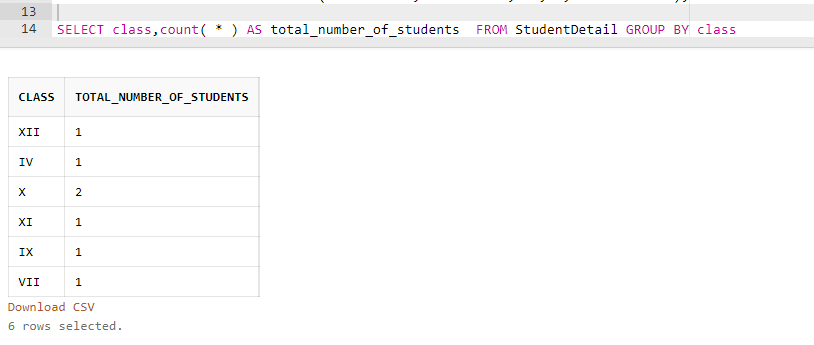 13
14 SELECT class,count( * ) AS total_number_of_students  FROM StudentDetail GROUP BY class
CLASS TOTAL_NUMBER_OF_STUDENTS
XII 1
IV 1
X 2
XI 1
IX 1
VII 1
Download CSV
6 rows selected.